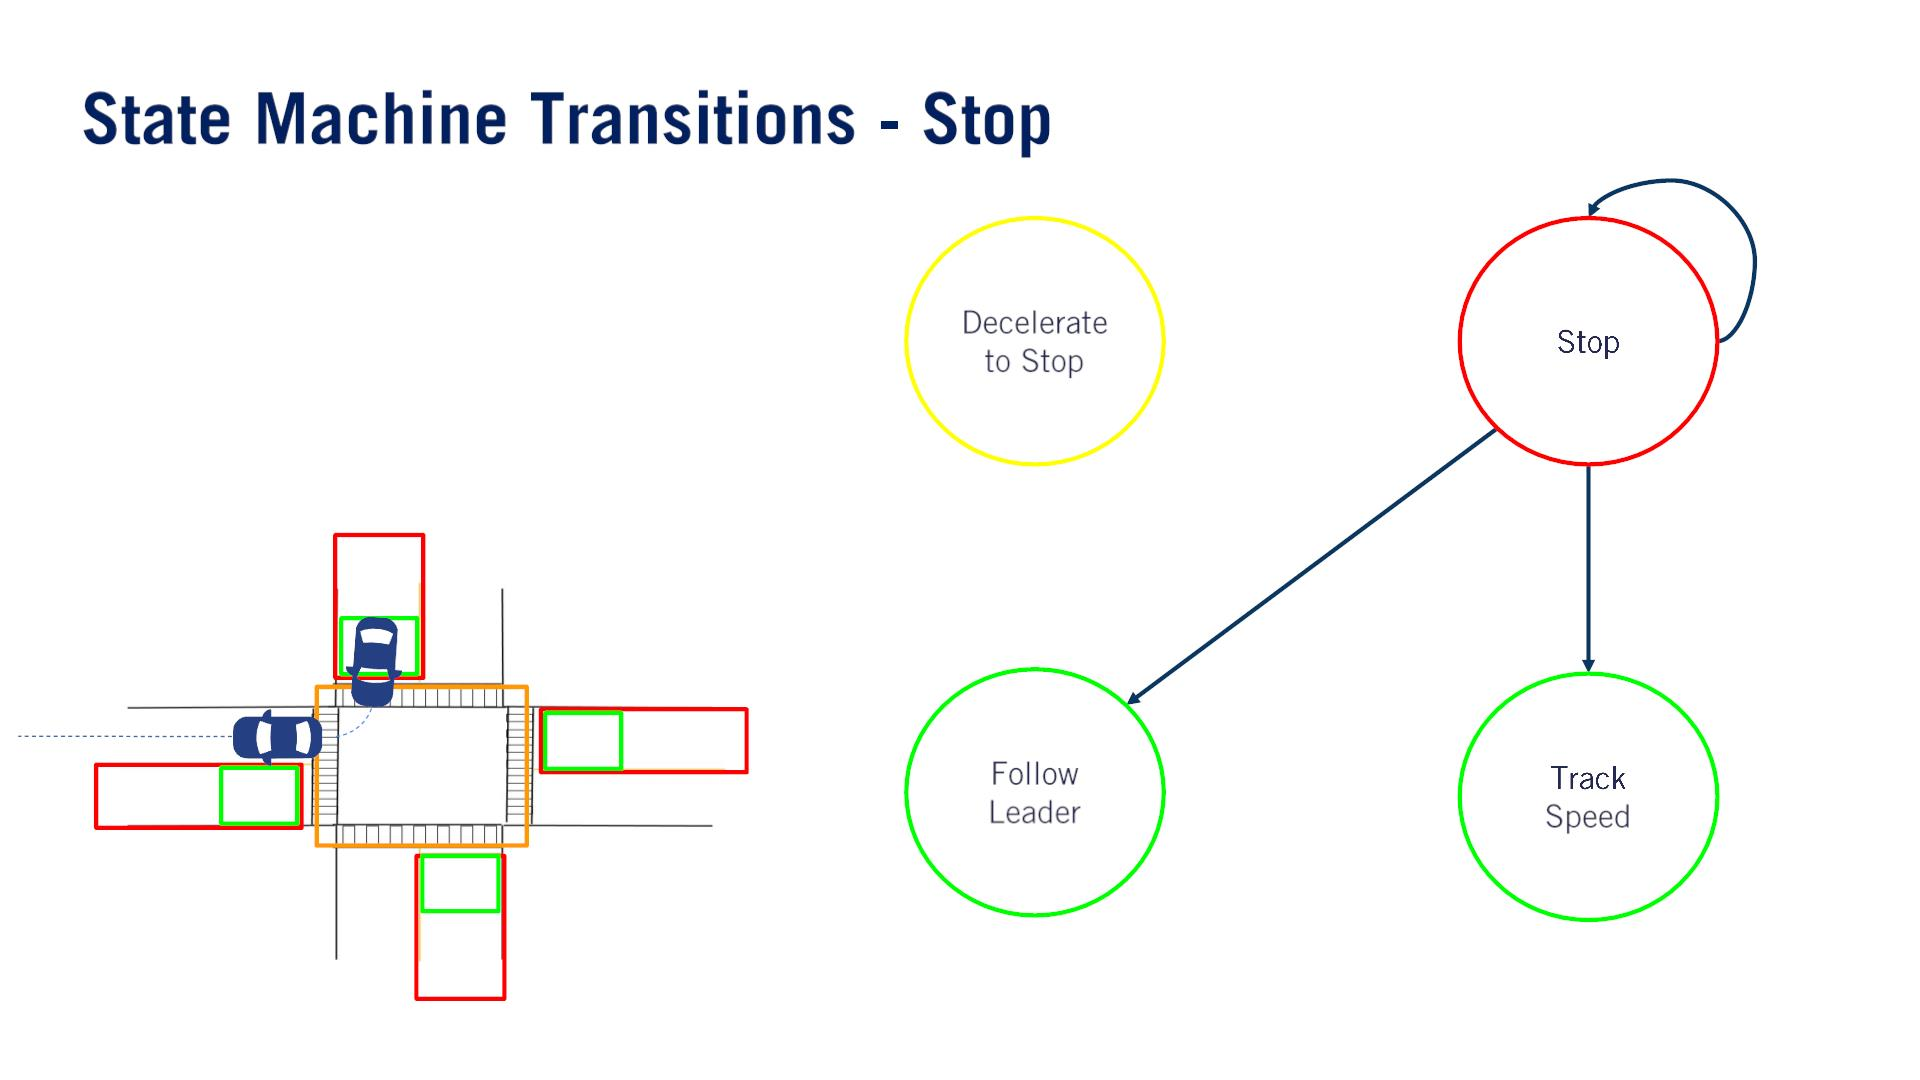 State Machine Transitions - Stop
Decelerate
to Stop
Stop
Follow
Leader
Track
Speed